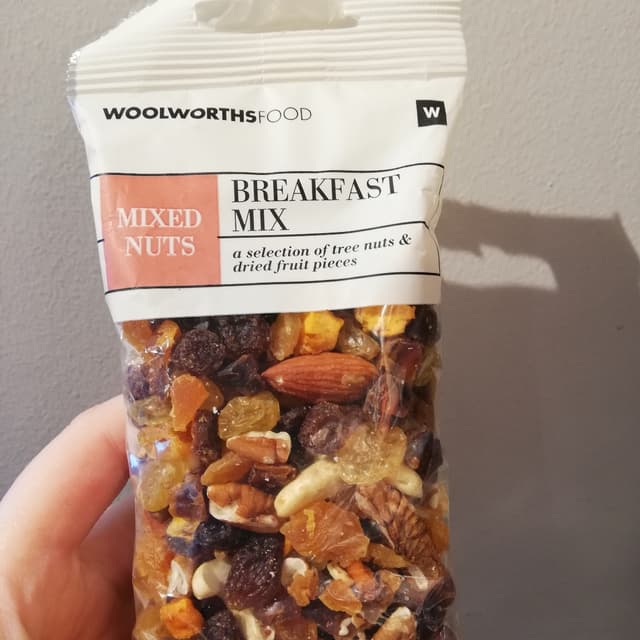 WOOLWORTHSFOOD
W
MIXED
NUTS
BREAKFAST
MIX
a selection of tree nuts &
dried fruit pieces